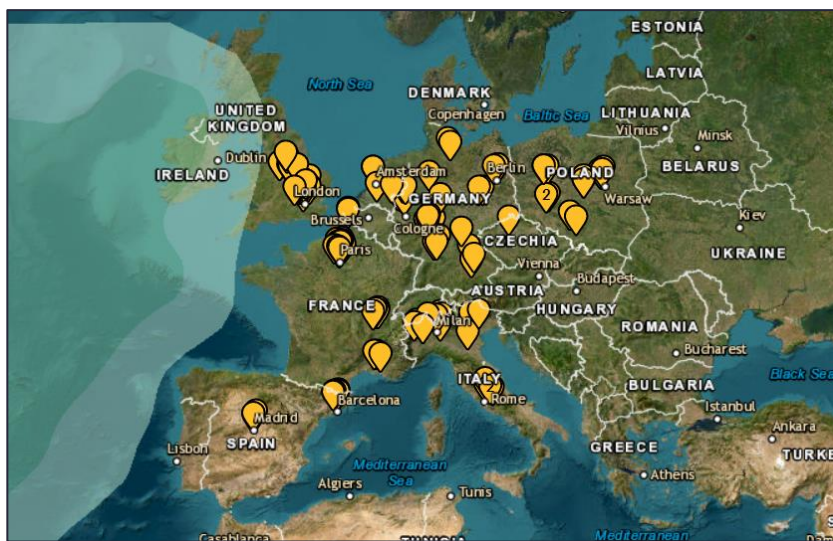 ESTONIA
North Sea
LATVIA
DENMARK
Copenhagen
Baltic Sea
LITHUANIA
Vilnius
UNITED
KINGDOM
Minsk
Dublin
IRELAND
BELARUS
Berlin
Amsterdam
POLAND
London
GERMANY
2
Warsaw
Brussels
Cologne
Kiev
Paris
CZECHIA
UKRAINE
Vienna
Budapest
AUSTRIA
FRANCE
HUNGARY
Milan
ROMANIA
Bucharest
Black Sea
ITALY
BULGARIA
Barcelona
Rome
Madrid
Istanbul
SPAIN
Ankara
Lisbon
GREECE
TURKE
Mediterranean
Sea
Athens
Algiers
Tunis
Casablanca
Mediterranean